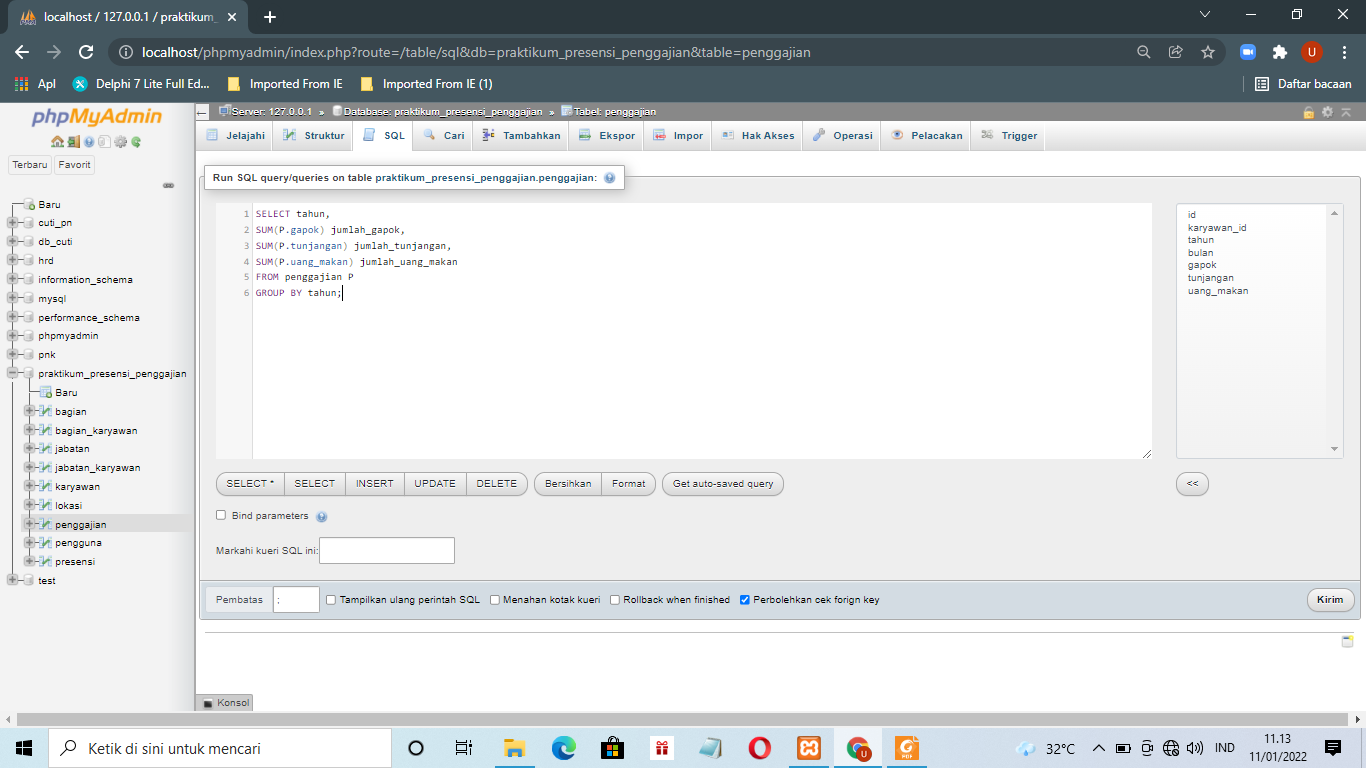 localhost / 127.0.0.1 / praktikum_
localhost/phpmyadmin/index.php?route=/table/sql&db=praktikum_presensi_penggajian&table=penggajian
U
Apl
Delphi 7 Lite Full Ed...
Imported From IE
Imported From IE (1)
Daftar bacaan
phpMyAdmin
Terbaru
Favorit
Baru
cuti_pn
db_cuti
hrd
information_schema
mysql
performance_schema
phpmyadmin
pnk
praktikum_presensi_penggajian
Baru
bagian
bagian_karyawan
jabatan
jabatan_karyawan
karyawan
lokasi
penggajian
pengguna
presensi
test
Server: 127.0.0.1 » Database: praktikum_presensi_penggajian » Tabel: penggajian
Jelajahi
Struktur
SQL
Cari
Tambahkan
Ekspor
Impor
Hak Akses
Operasi
Pelacakan
Trigger
Run SQL query/queries on table praktikum_presensi_penggajian.penggajian:
1 SELECT tahun,
2 SUM(P.gapok) jumlah_gapok,
3 SUM(P.tunjangan) jumlah_tunjangan,
4 SUM(P.uang_makan) jumlah_uang_makan
5 FROM penggajian P
6 GROUP BY tahun;
id
karyawan_id
tahun
bulan
gapok
tunjangan
uang_makan
SELECT *
SELECT
INSERT
UPDATE
DELETE
Bersihkan
Format
Get auto-saved query
<<
Bind parameters
Markahi kueri SQL ini:
Pembatas
;
Tampilkan ulang perintah SQL
Menahan kotak kueri
Rollback when finished
Perbolehkan cek forign key
Kirim
Konsol
Ketik di sini untuk mencari
U
PDF
32°C
IND
11.13
11/01/2022